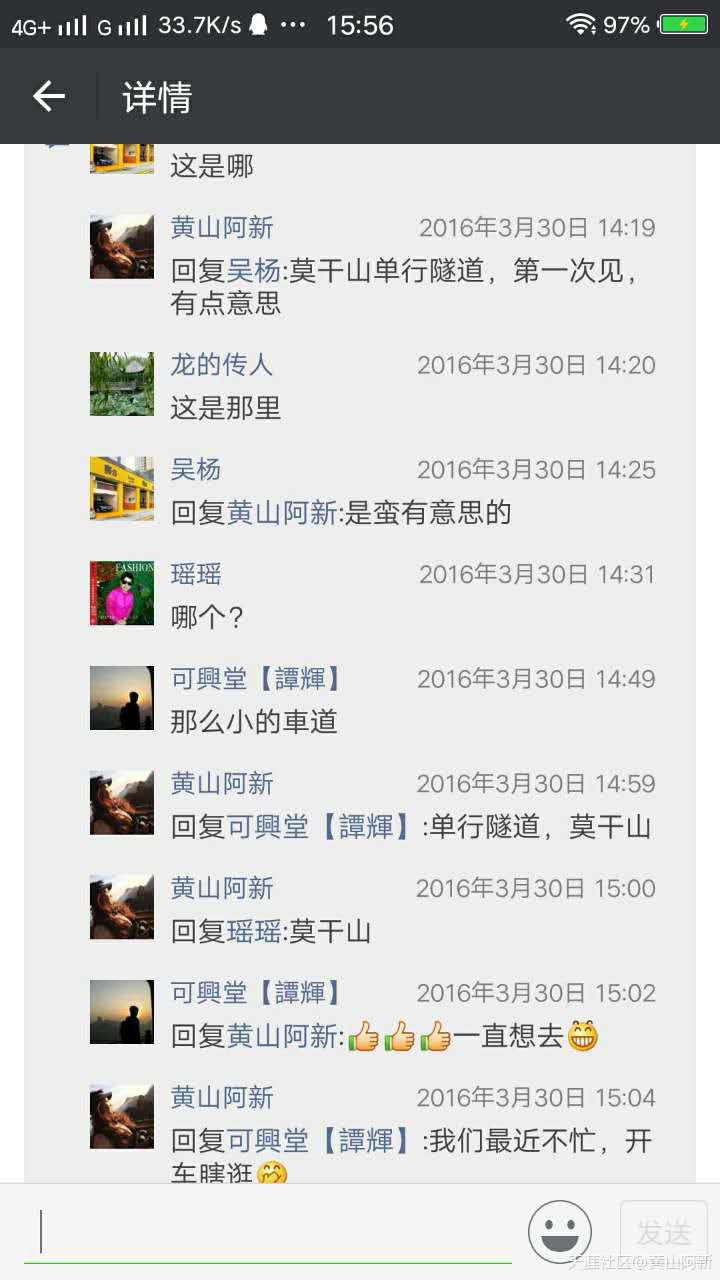 4G+ G 33.7K/s 15:56 97%
详情
这是哪
黄山阿新 2016年3月30日 14:19
回复吴杨:莫干山单行隧道，第一次见，
有点意思
龙的传人 2016年3月30日 14:20
这是那里
吴杨 2016年3月30日 14:25
回复黄山阿新:是蛮有意思的
FASHION
瑶瑶 2016年3月30日 14:31
哪个？
可興堂【譚輝】 2016年3月30日 14:49
那么小的車道
黄山阿新 2016年3月30日 14:59
回复可興堂【譚輝】:单行隧道，莫干山
黄山阿新 2016年3月30日 15:00
回复瑶瑶:莫干山
可興堂【譚輝】 2016年3月30日 15:02
回复黄山阿新:👍👍👍一直想去😁
黄山阿新 2016年3月30日 15:04
回复可興堂【譚輝】:我们最近不忙，开
车瞎逛🤭
发送
天涯社区@黄山阿新